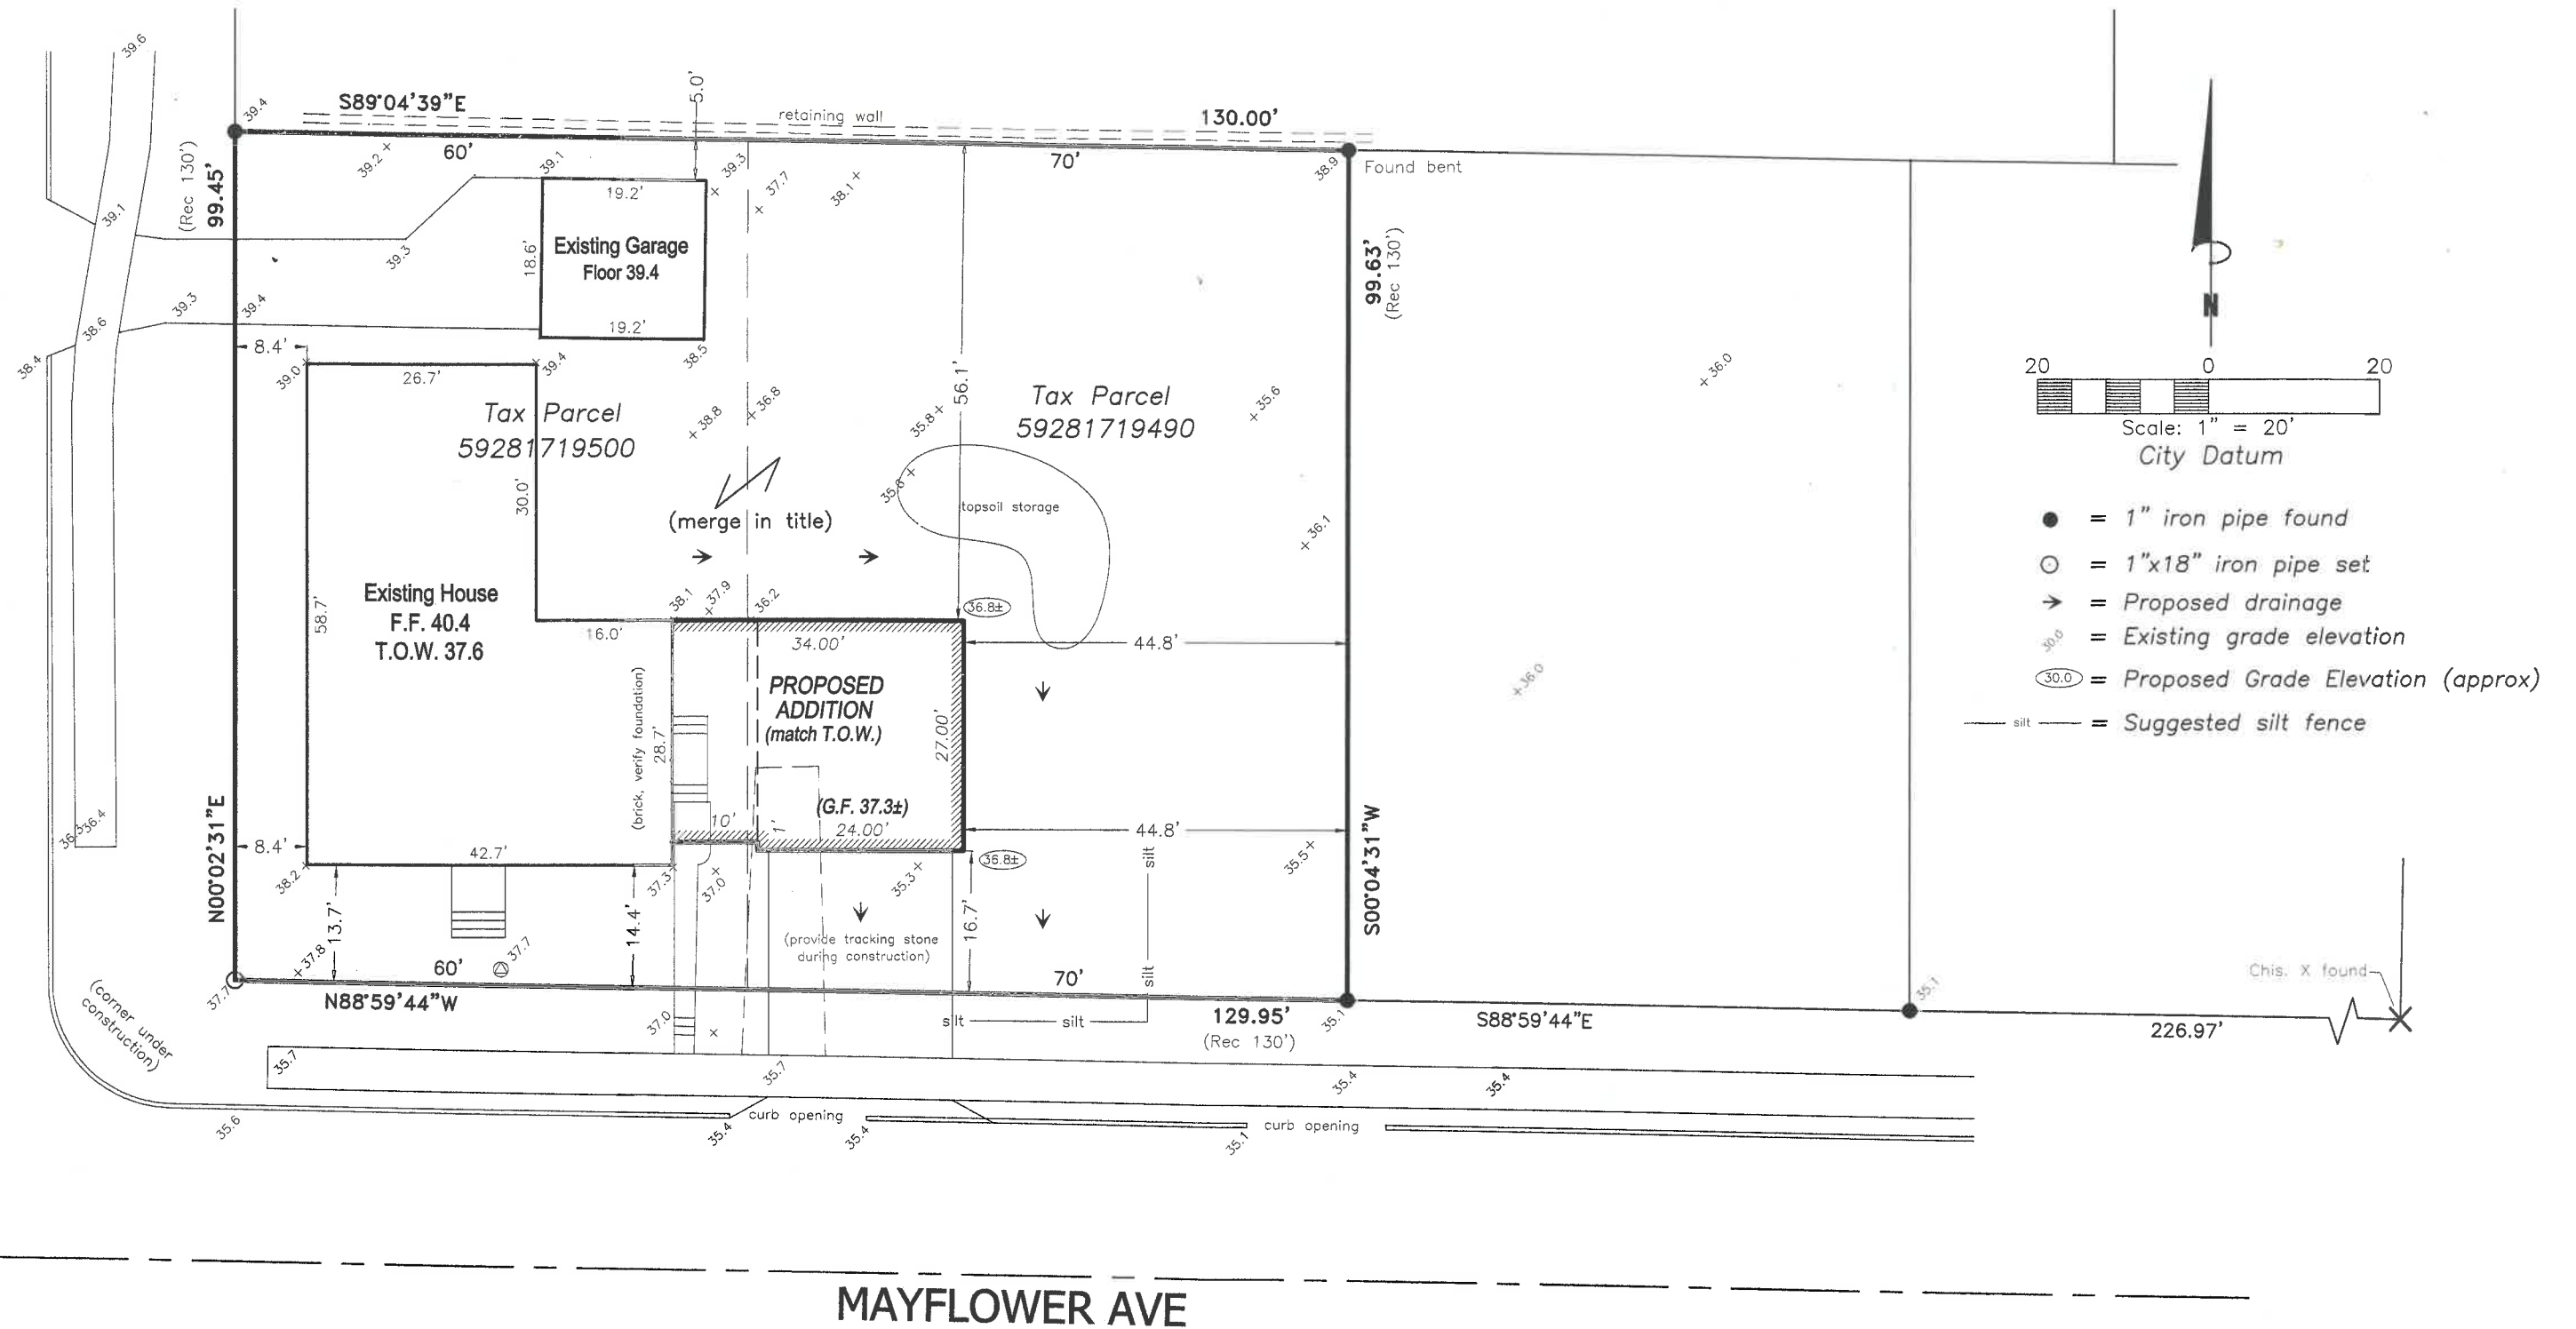 39.6
39.4
S89°04'39"E
5.0'
retaining wall
130.00'
60'
70'
39.2
39.1
39.3
37.7
38.1
38.9
Found bent
99.45'
(Rec 130')
19.2'
18.6'
Existing Garage
Floor 39.4
19.2'
39.1
39.3
39.3
39.4
38.6
38.4
8.4'
38.5
99.63'
(Rec 130')
N
20 0 20
Scale: 1" = 20'
City Datum
39.0
26.7'
39.4
Tax Parcel
59281719500
38.8
36.8
35.8
56.1'
Tax Parcel
59281719490
35.6
36.0
30.0'
(merge in title)
topsoil storage
36.1
= 1" iron pipe found
= 1"x18" iron pipe set
= Proposed drainage
30.0 = Existing grade elevation
30.0 = Proposed Grade Elevation (approx)
silt = Suggested silt fence
58.7'
Existing House
F.F. 40.4
T.O.W. 37.6
38.1
37.9
36.2
36.8±
16.0'
34.00'
44.8'
(brick, verify foundation)
28.7'
PROPOSED
ADDITION
(match T.O.W.)
27.00'
36.0
(G.F. 37.3±)
10'
1'
24.00'
44.8'
36.3
36.4
N00°02'31"E
8.4'
42.7'
38.2
37.3
37.0
35.3
36.8±
silt
35.5
S00°04'31"W
13.7'
14.4'
16.7'
(provide tracking stone
during construction)
37.8
37.7
60'
70'
silt
37.7
N88°59'44"W
37.0
silt
silt
129.95'
(Rec 130')
35.1
S88°59'44"E
35.1
Chis. X found
226.97'
(corner under
construction)
35.7
35.7
35.4
35.4
35.6
35.4
curb opening
35.4
35.1
curb opening
MAYFLOWER AVE